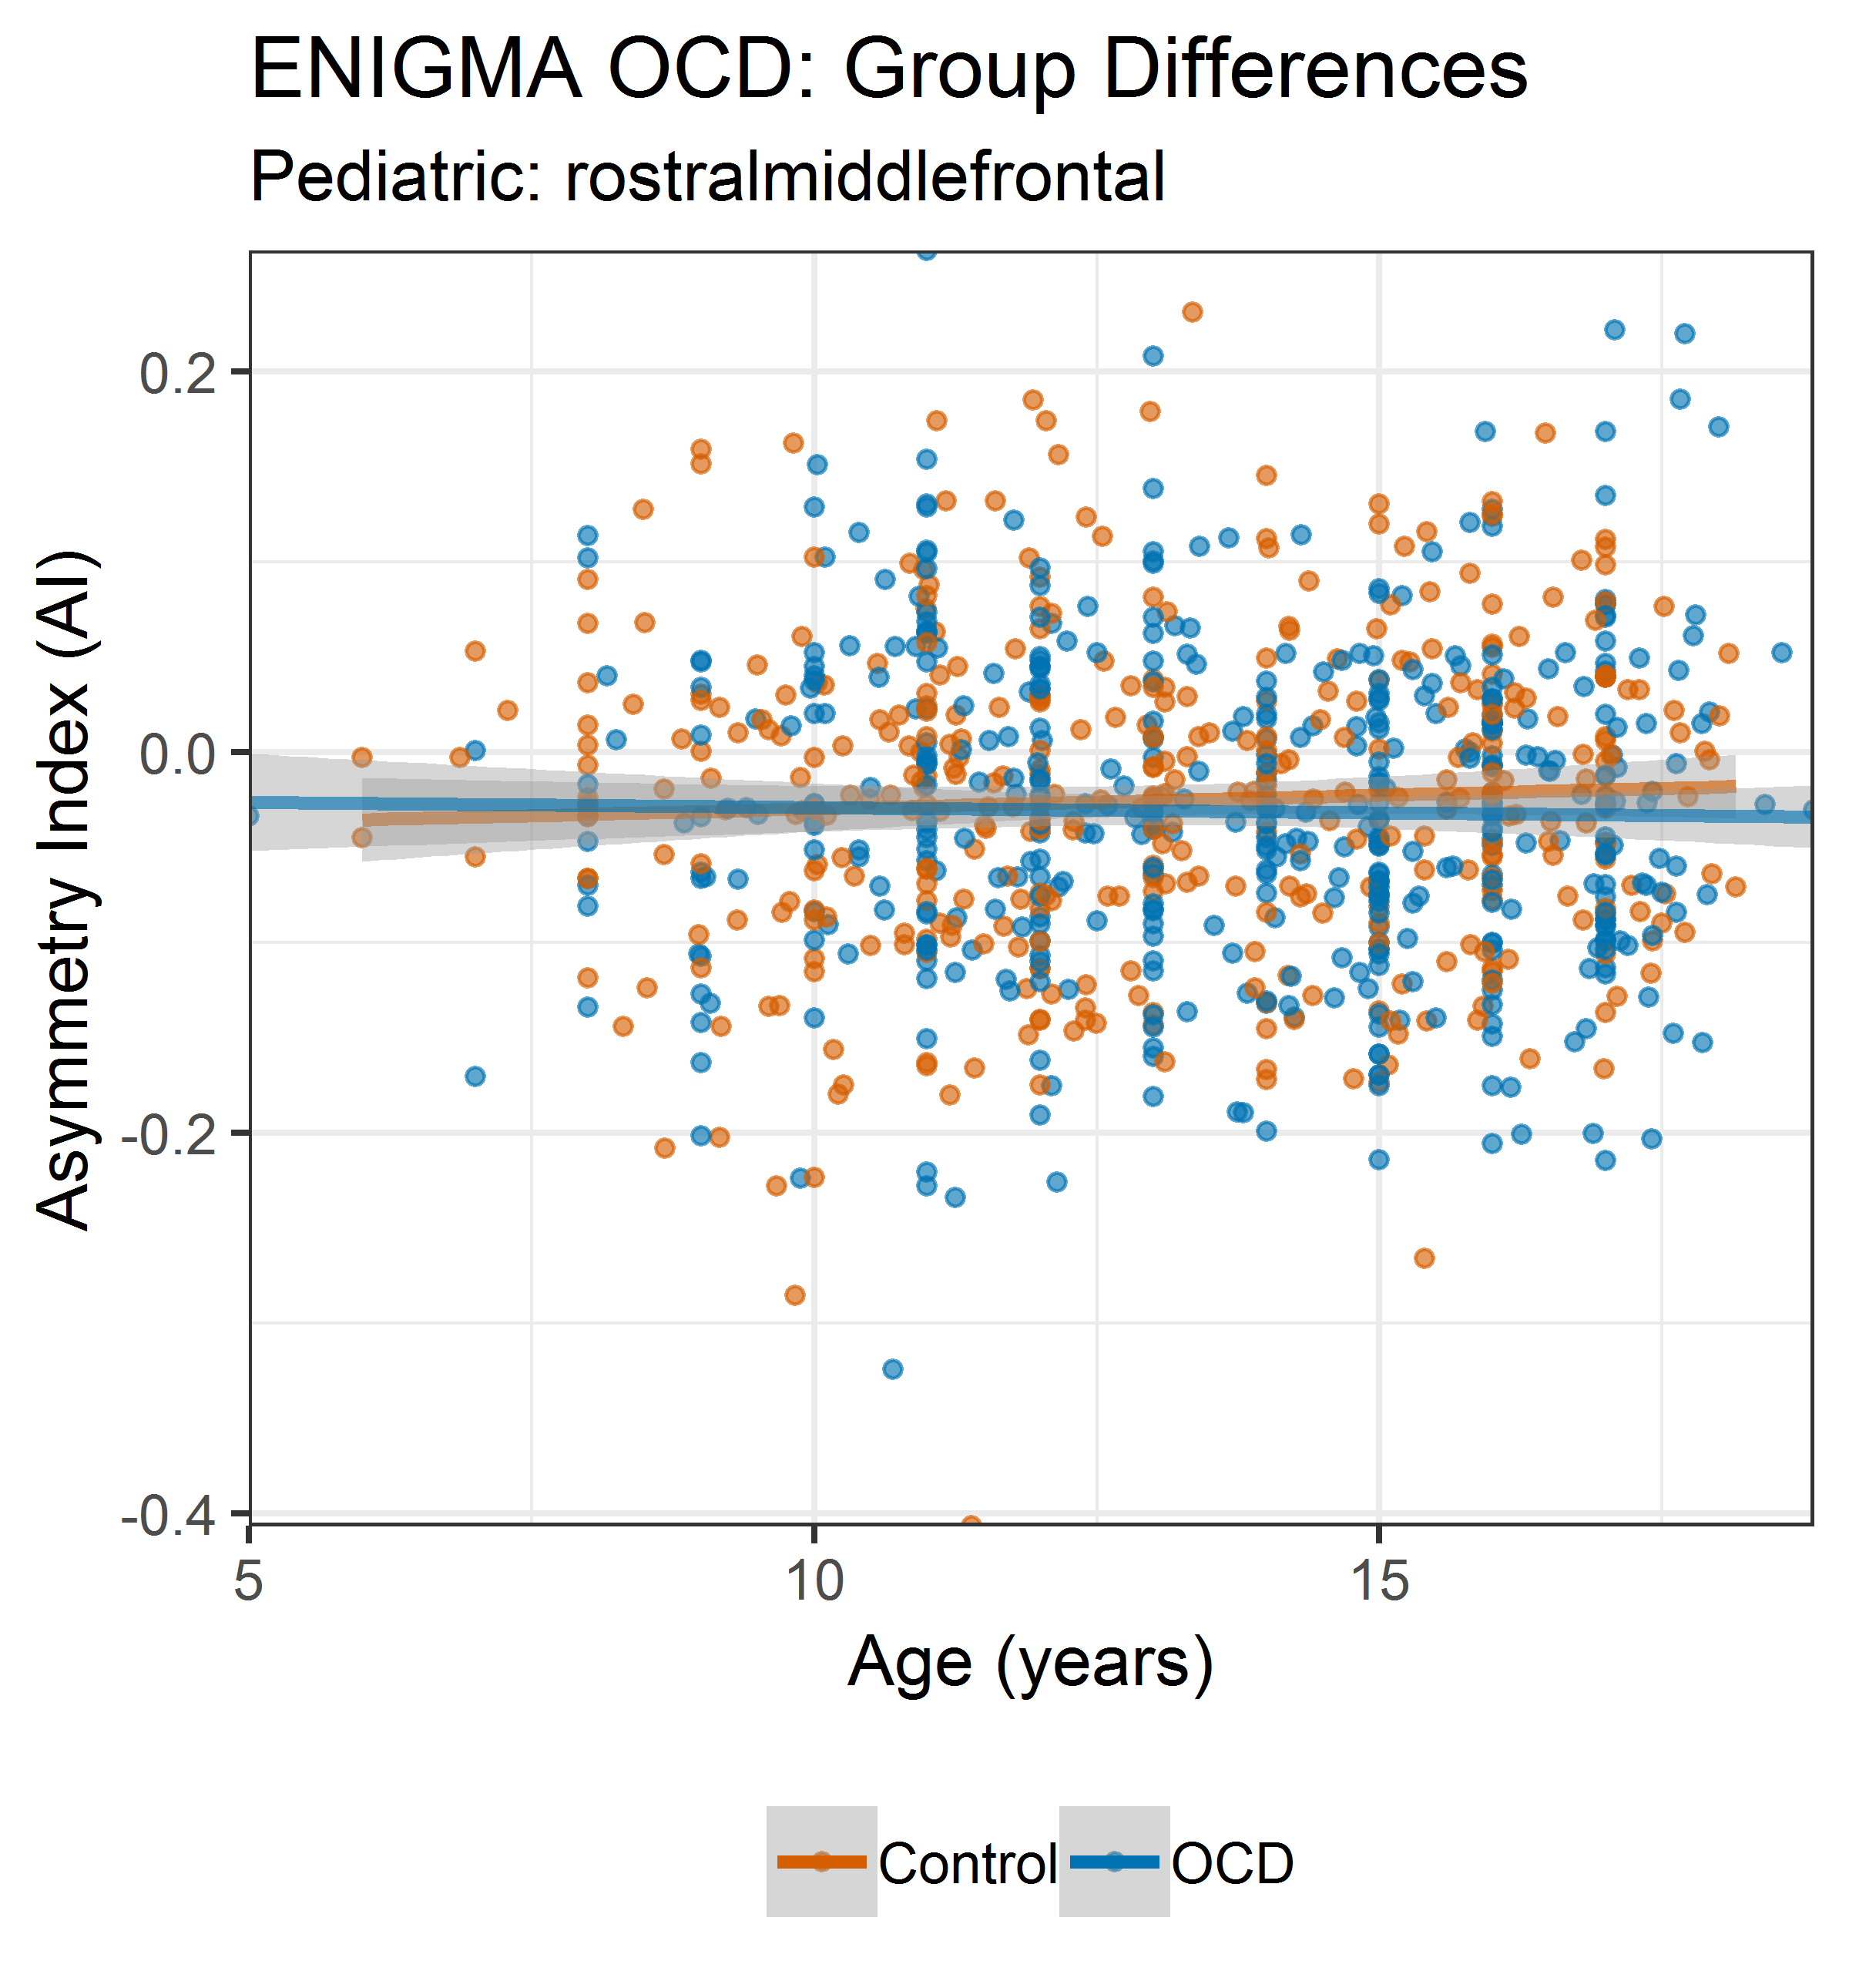 ENIGMA OCD: Group Differences
Pediatric: rostralmiddlefrontal
Asymmetry Index (AI)
0.2
0.0
-0.2
-0.4
5 10 15
Age (years)
Control OCD